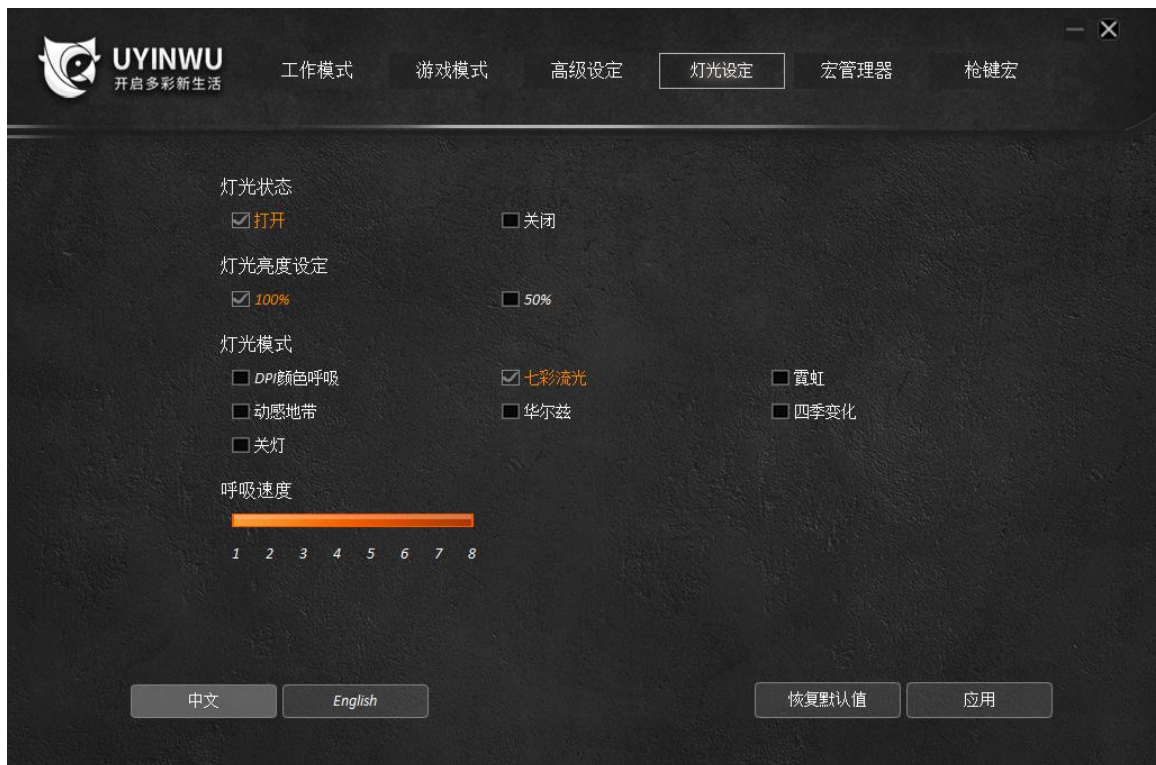 UYINWU
开启多彩新生活
工作模式 游戏模式 高级设定 灯光设定 宏管理器 枪键宏
灯光状态
打开 关闭
灯光亮度设定
100% 50%
灯光模式
DPI颜色呼吸 七彩流光 霓虹
动感地带 华尔兹 四季变化
关灯
呼吸速度
1 2 3 4 5 6 7 8
中文 English 恢复默认值 应用